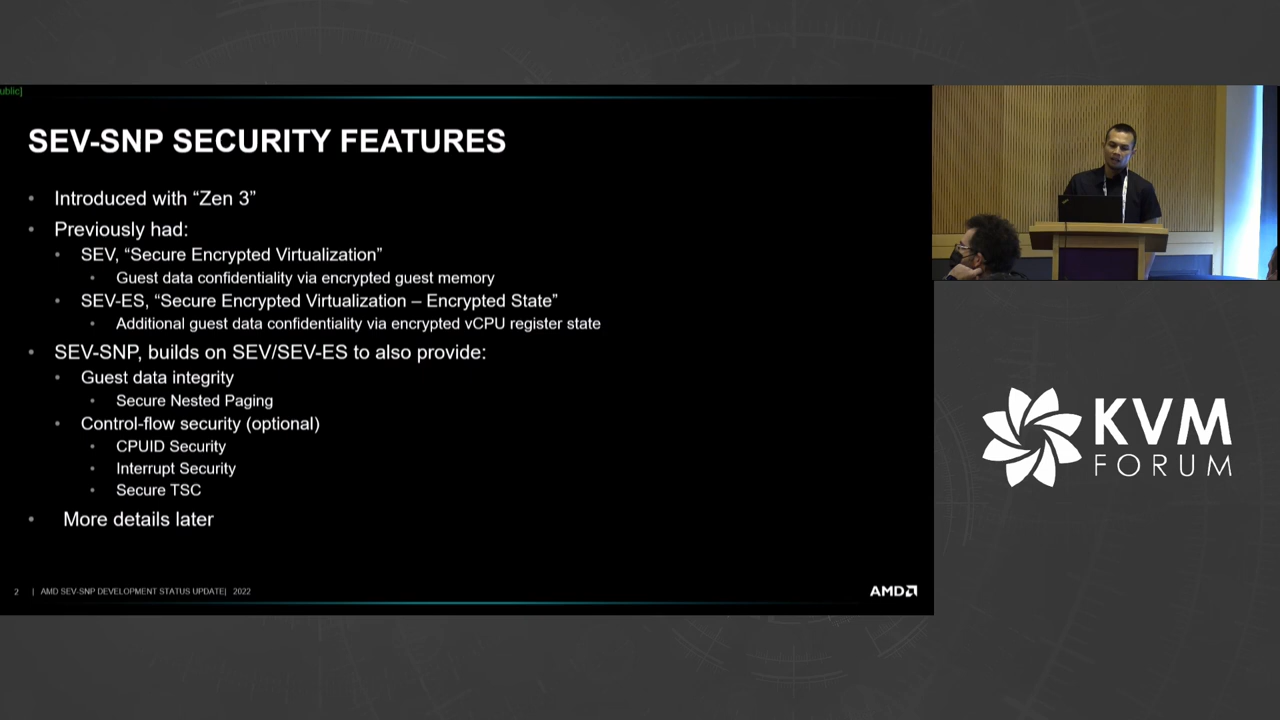 ublic]
SEV-SNP SECURITY FEATURES
• Introduced with “Zen 3”
• Previously had:
• SEV, “Secure Encrypted Virtualization”
• Guest data confidentiality via encrypted guest memory
• SEV-ES, “Secure Encrypted Virtualization – Encrypted State”
• Additional guest data confidentiality via encrypted vCPU register state
• SEV-SNP, builds on SEV/SEV-ES to also provide:
• Guest data integrity
• Secure Nested Paging
• Control-flow security (optional)
• CPUID Security
• Interrupt Security
• Secure TSC
• More details later
2 | AMD SEV-SNP DEVELOPMENT STATUS UPDATE| 2022
AMD
KVM
FORUM